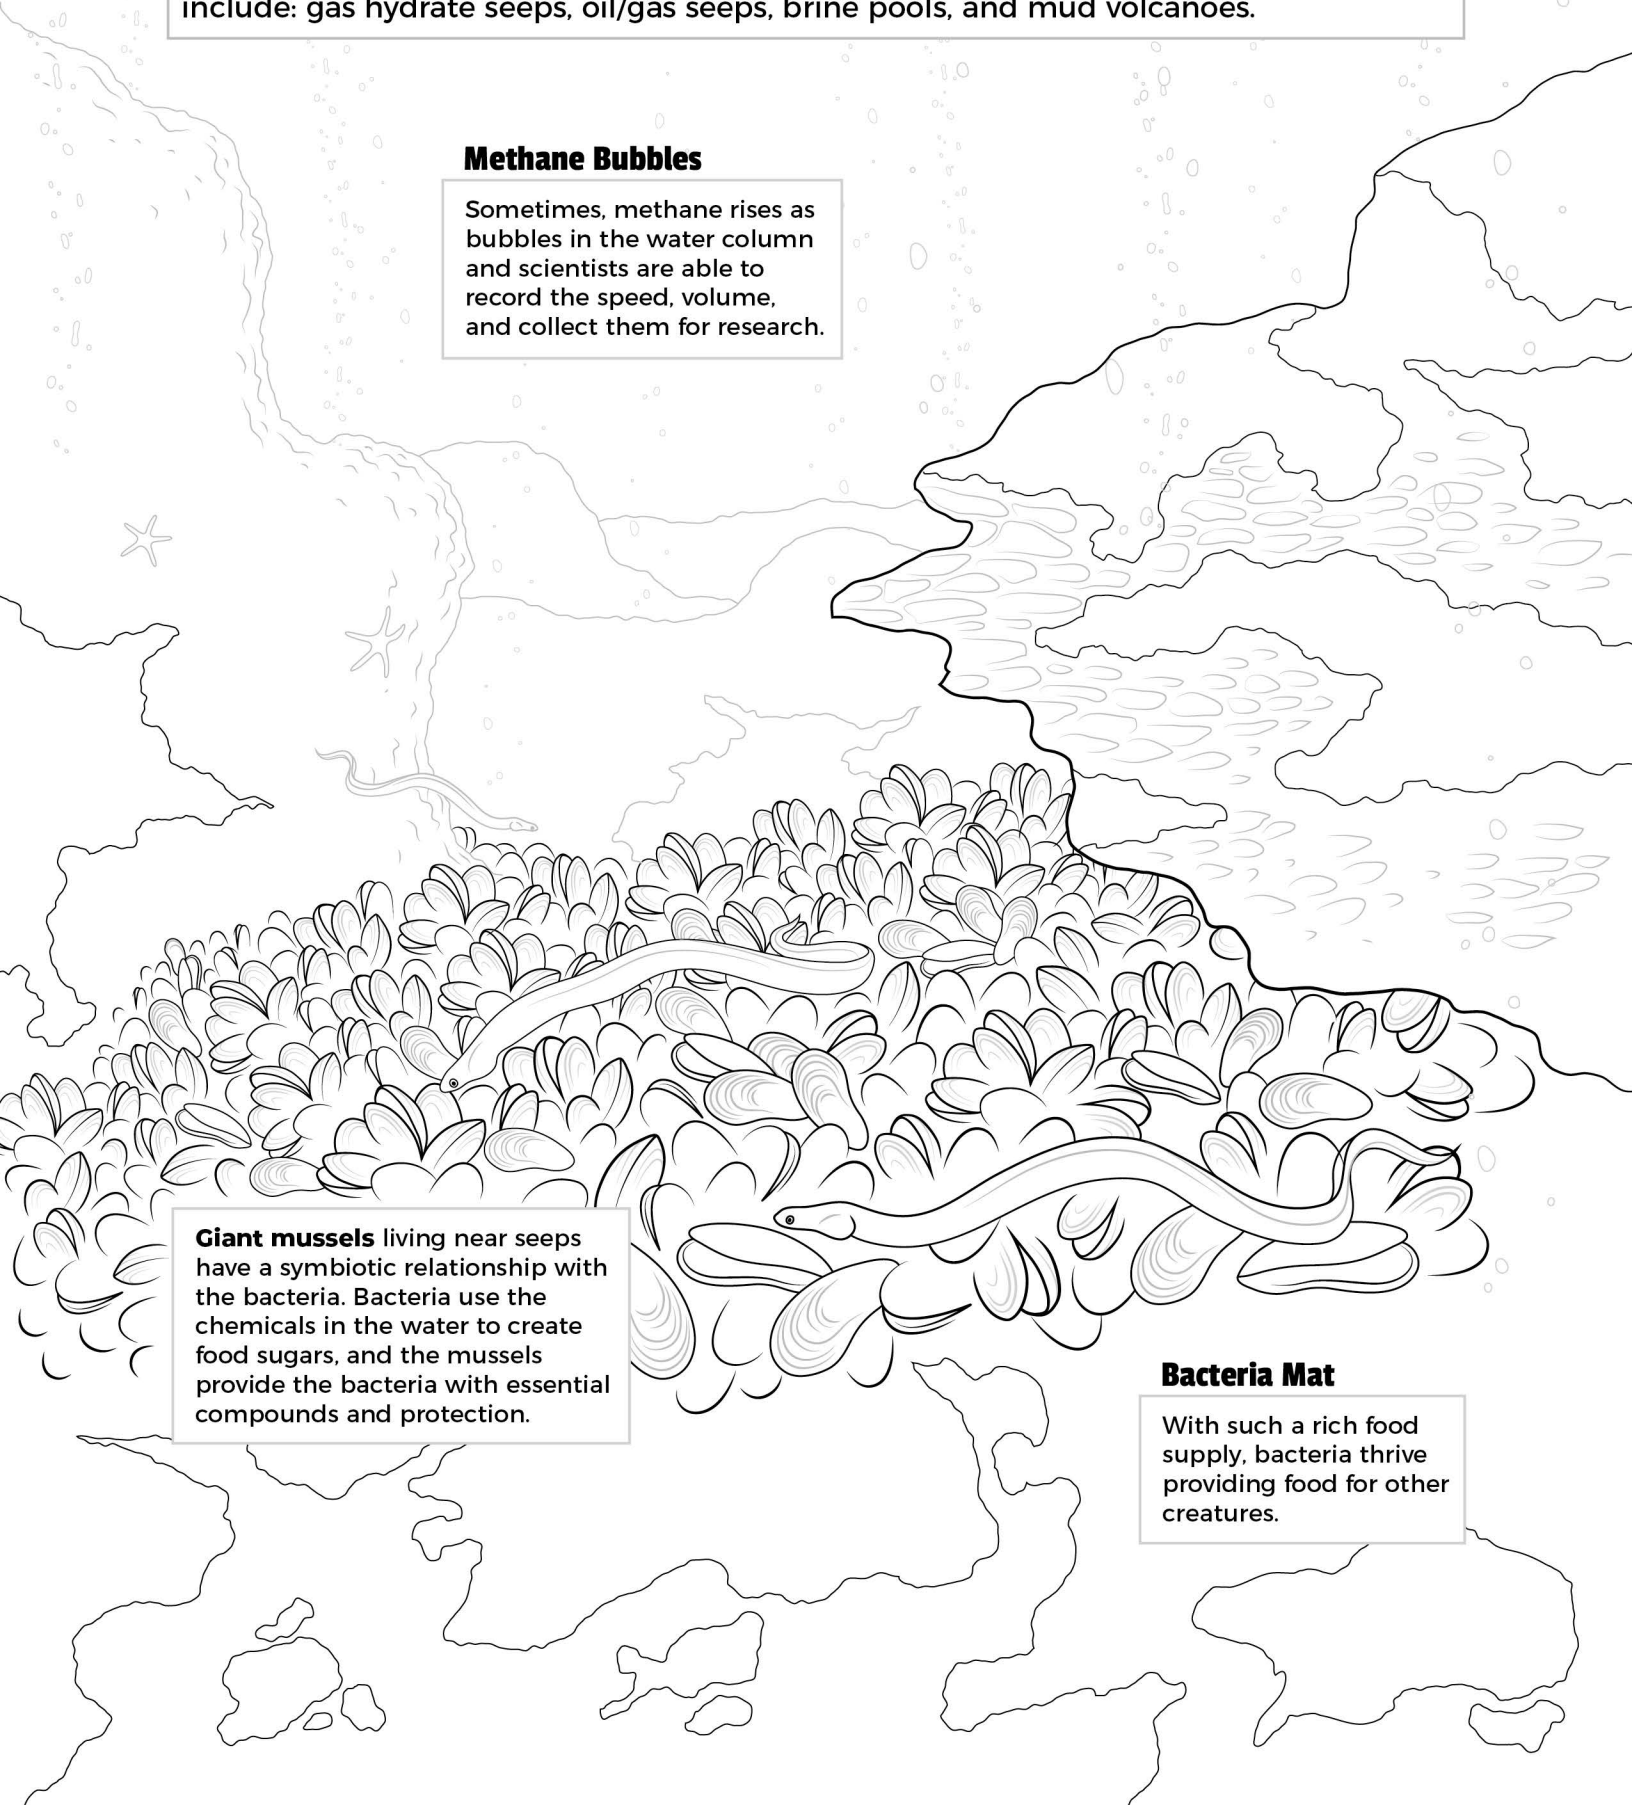 include: gas hydrate seeps, oil/gas seeps, brine pools, and mud volcanoes.
Methane Bubbles
Sometimes, methane rises as
bubbles in the water column
and scientists are able to
record the speed, volume,
and collect them for research.
Giant mussels living near seeps
have a symbiotic relationship with
the bacteria. Bacteria use the
chemicals in the water to create
food sugars, and the mussels
provide the bacteria with essential
compounds and protection.
Bacteria Mat
With such a rich food
supply, bacteria thrive
providing food for other
creatures.